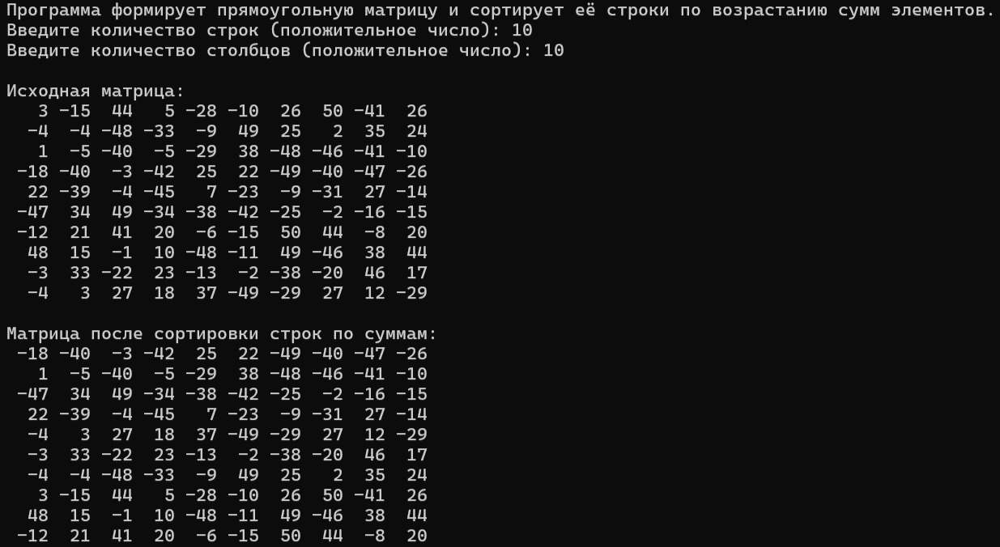 Программа формирует прямоугольную матрицу и сортирует её строки по возрастанию сумм элементов.
Введите количество строк (положительное число): 10
Введите количество столбцов (положительное число): 10
Исходная матрица:
3 -15 44 5 -28 -10 26 50 -41 26
-4 -4 -48 -33 -9 49 25 2 35 24
1 -5 -40 -5 -29 38 -48 -46 -41 -10
-18 -40 -3 -42 25 22 -49 -40 -47 -26
22 -39 -4 -45 7 -23 -9 -31 27 -14
-47 34 49 -34 -38 -42 -25 -2 -16 -15
-12 21 41 20 -6 -15 50 44 -8 20
48 15 -1 10 -48 -11 49 -46 38 44
-3 33 -22 23 -13 -2 -38 -20 46 17
-4 3 27 18 37 -49 -29 27 12 -29
Матрица после сортировки строк по суммам:
-18 -40 -3 -42 25 22 -49 -40 -47 -26
1 -5 -40 -5 -29 38 -48 -46 -41 -10
-47 34 49 -34 -38 -42 -25 -2 -16 -15
22 -39 -4 -45 7 -23 -9 -31 27 -14
-4 3 27 18 37 -49 -29 27 12 -29
-3 33 -22 23 -13 -2 -38 -20 46 17
-4 -4 -48 -33 -9 49 25 2 35 24
3 -15 44 5 -28 -10 26 50 -41 26
48 15 -1 10 -48 -11 49 -46 38 44
-12 21 41 20 -6 -15 50 44 -8 20